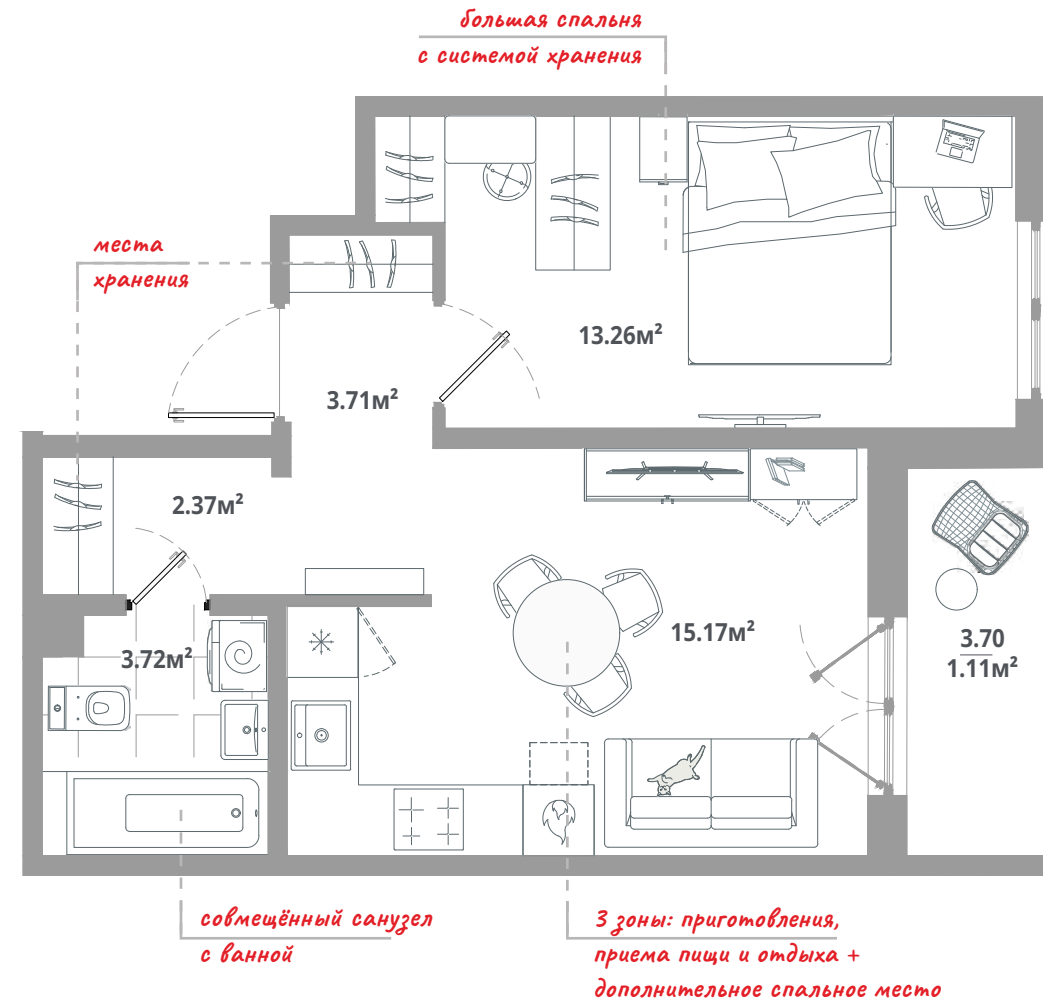 большая спальня
с системой хранения
места
хранения
13.26м²
3.71м²
2.37м²
15.17м²
3.72м²
3.70
1.11м²
совмещённый санузел
с ванной
3 зоны: приготовления,
приема пищи и отдыха +
дополнительное спальное место